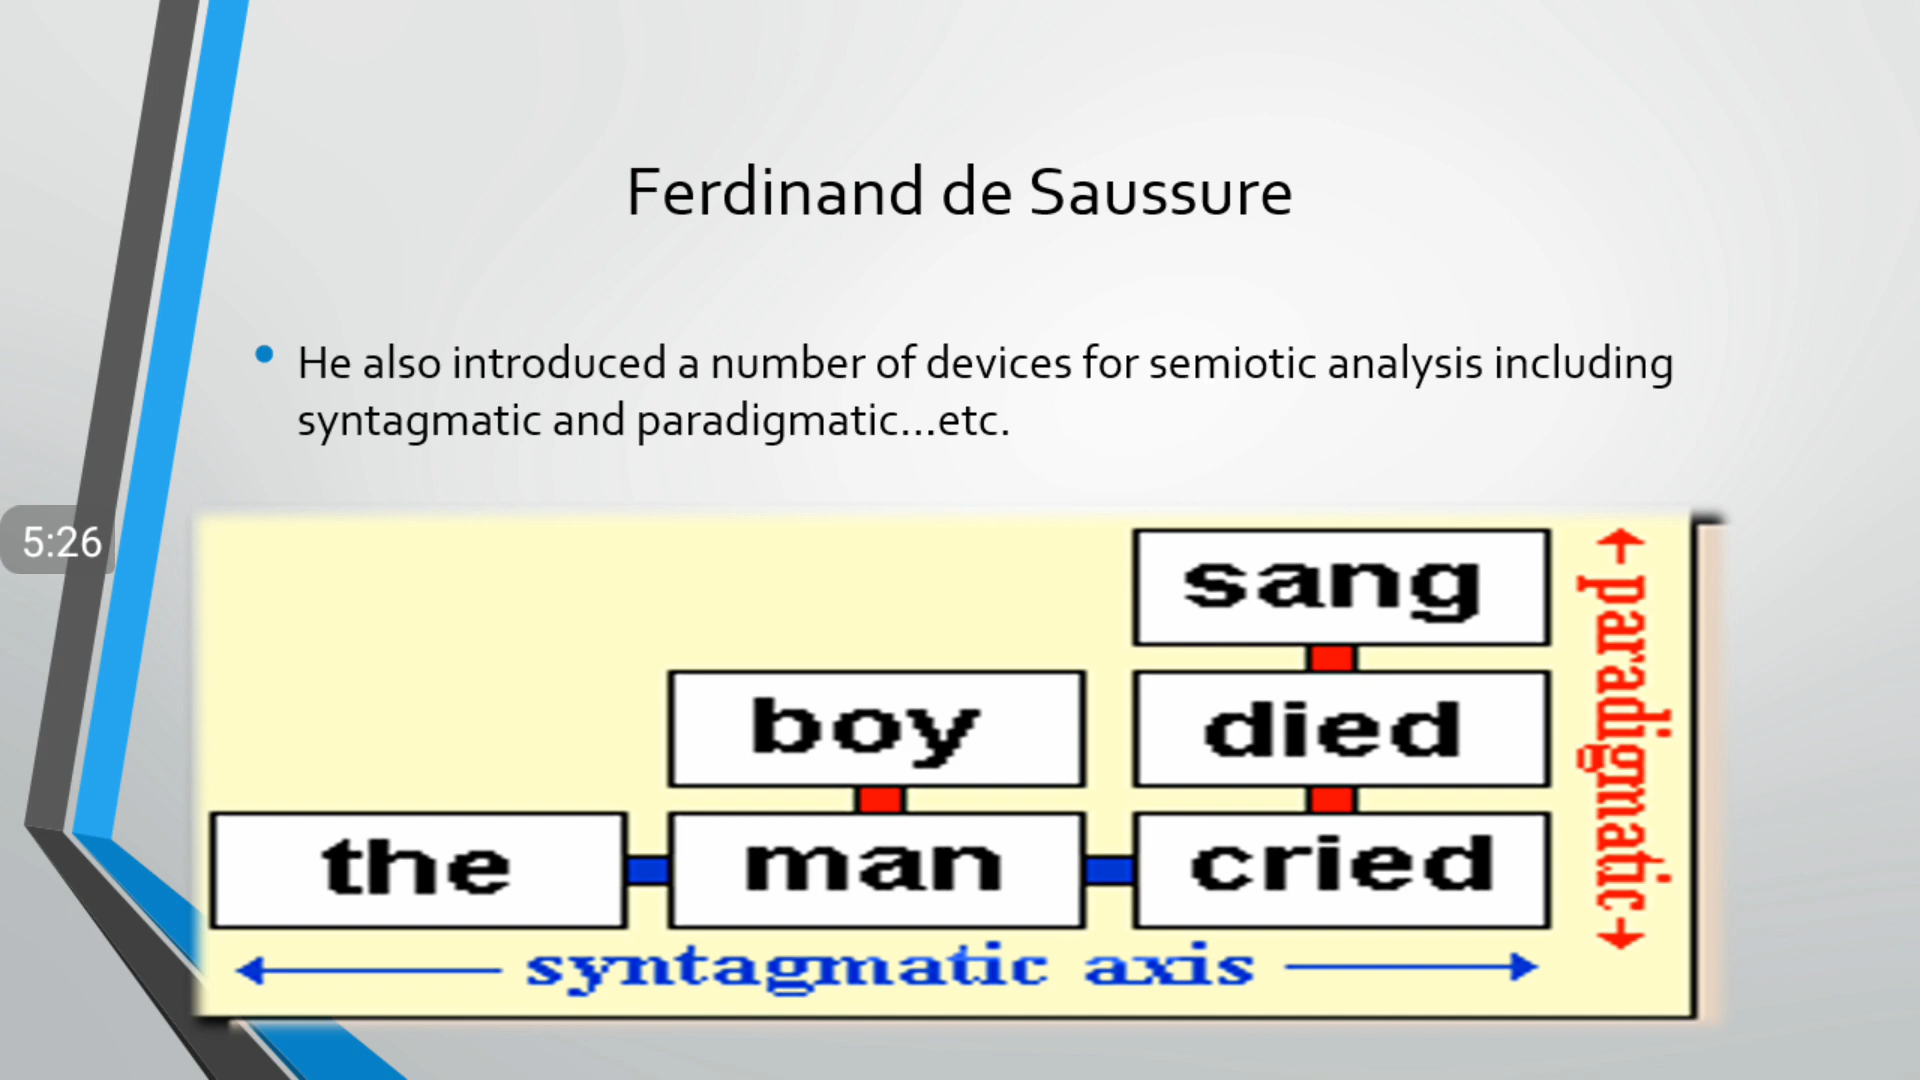 Ferdinand de Saussure
• He also introduced a number of devices for semiotic analysis including
syntagmatic and paradigmatic...etc.
5:26
sang
boy died
the man cried
syntagmatic axis
paradigmatic